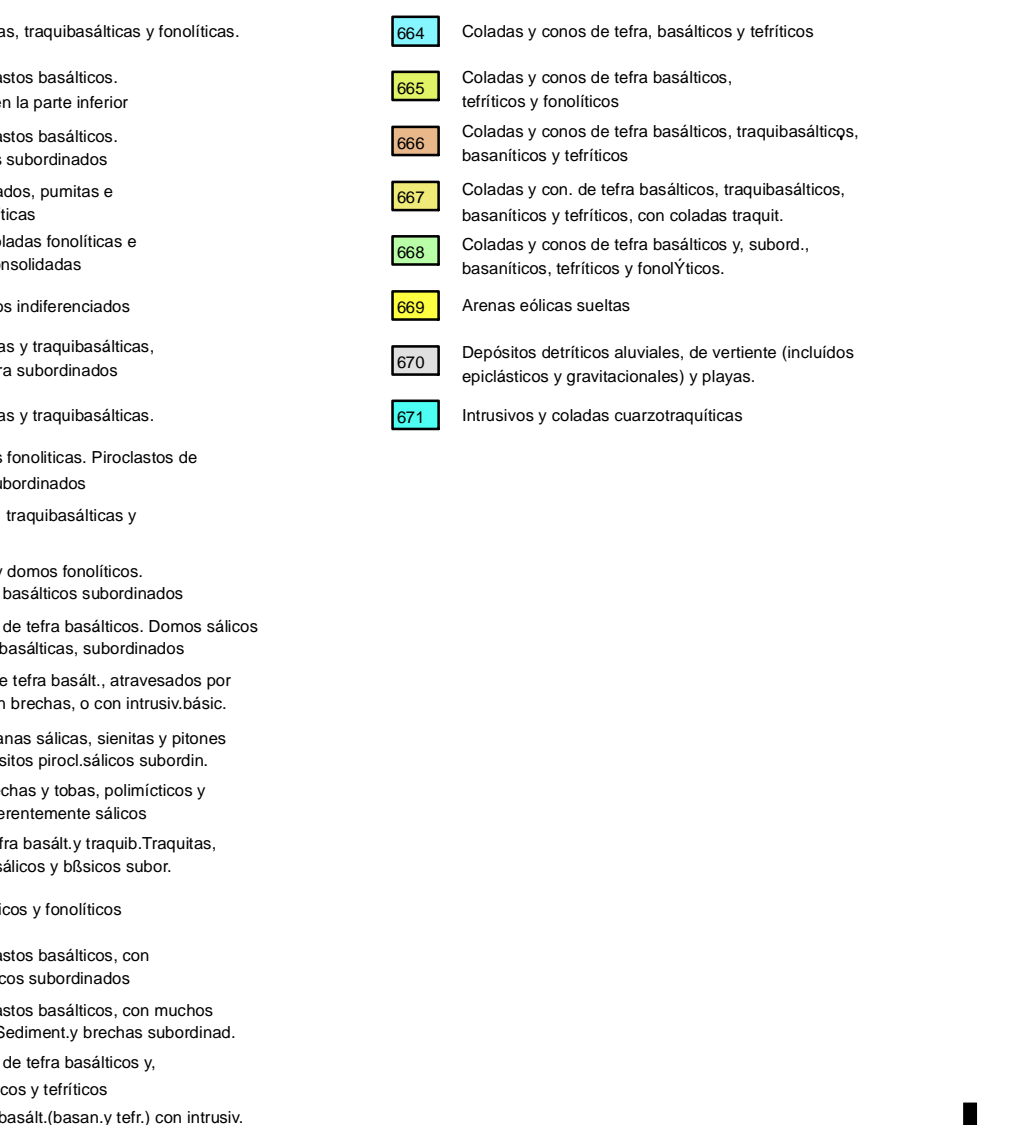 as, traquibasálticas y fonolíticas.
astos basálticos.
en la parte inferior
astos basálticos.
s subordinados
ados, pumitas e
ticas
oladas fonolíticas e
onsolidadas
os indiferenciados
as y traquibasálticas,
ra subordinados
as y traquibasálticas.
s fonoliticas. Piroclastos de
ubordinados
traquibasálticas y
y domos fonolíticos.
basálticos subordinados
de tefra basálticos. Domos sálicos
basálticas, subordinados
e tefra basált., atravesados por
n brechas, o con intrusiv.básic.
anas sálicas, sienitas y pitones
sitos pirocl.sálicos subordin.
echas y tobas, polimícticos y
erentemente sálicos
fra basált.y traquib.Traquitas,
sálicos y bßsicos subor.
icos y fonolíticos
astos basálticos, con
cos subordinados
astos basálticos, con muchos
Sediment.y brechas subordinad.
de tefra basálticos y,
cos y tefríticos
basált.(basan.y tefr.) con intrusiv.
664 Coladas y conos de tefra, basálticos y tefríticos
665 Coladas y conos de tefra basálticos,
tefríticos y fonolíticos
666 Coladas y conos de tefra basálticos, traquibasálticos,
basaníticos y tefríticos
667 Coladas y con. de tefra basálticos, traquibasálticos,
basaníticos y tefríticos, con coladas traquit.
668 Coladas y conos de tefra basálticos y, subord.,
basaníticos, tefríticos y fonolÝticos.
669 Arenas eólicas sueltas
670 Depósitos detríticos aluviales, de vertiente (incluídos
epiclásticos y gravitacionales) y playas.
671 Intrusivos y coladas cuarzotraquíticas